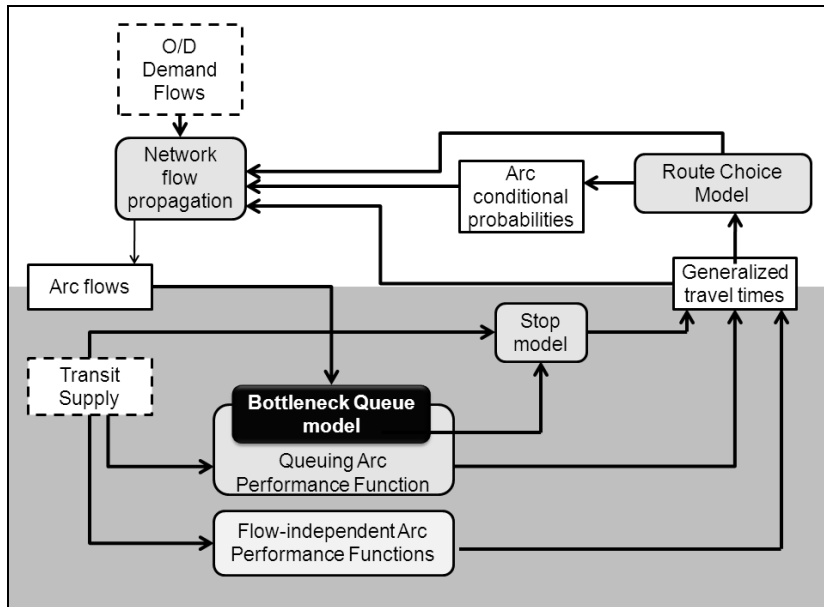 O/D
Demand
Flows
Network
flow
propagation
Arc
conditional
probabilities
Route Choice
Model
Arc flows
Generalized
travel times
Stop
model
Transit
Supply
Bottleneck Queue
model
Queuing Arc
Performance Function
Flow-independent Arc
Performance Functions